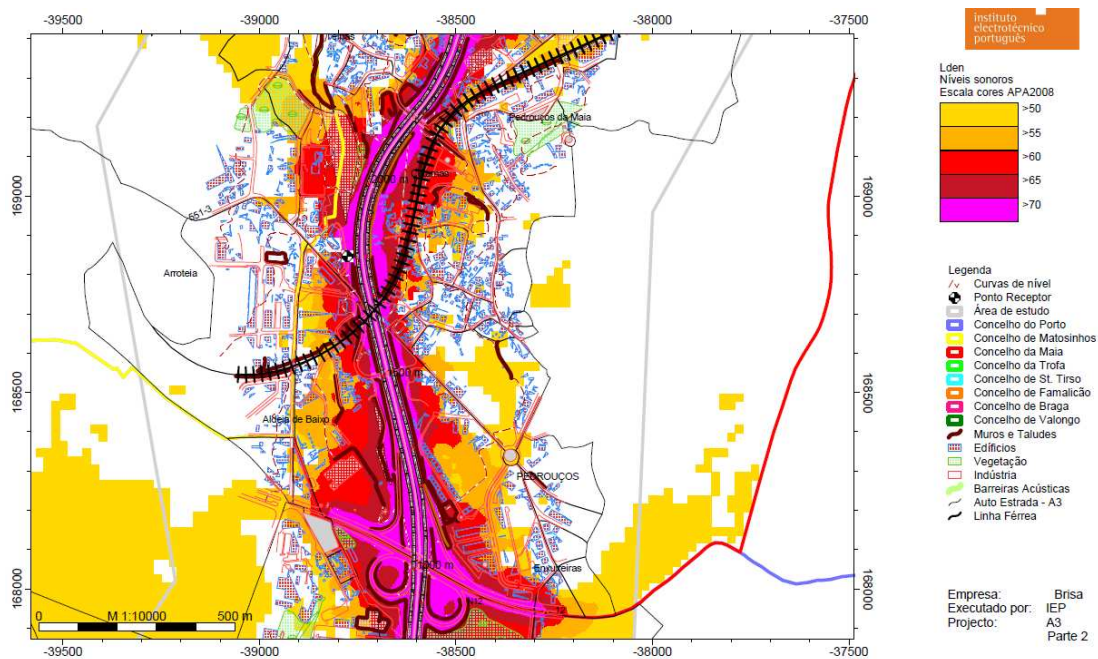 -39500 -39000 -38500 -38000 -37500
instituto
electrotécnico
português
Lden
Níveis sonoros
Escala cores APA2008
>50
>55
>60
>65
>70
Pedrouços da Maia
169000
169000
551-3
Arroteia
Legenda
Curvas de nível
Ponto Receptor
Área de estudo
Concelho do Porto
Concelho de Matosinhos
Concelho da Maia
Concelho da Trofa
Concelho de St. Tirso
Concelho de Famalicão
Concelho de Braga
Concelho de Valongo
Muros e Taludes
Edíficios
Vegetação
Indústria
Barreiras Acústicas
Auto Estrada - A3
Linha Férrea
168500
168500
Aldeia de Baixo
PEDROUÇOS
168000
168000
0 M 1:10000 500 m
Empresa: Brisa
Executado por: IEP
Projecto: A3
Parte 2
-39500 -39000 -38500 -38000 -37500